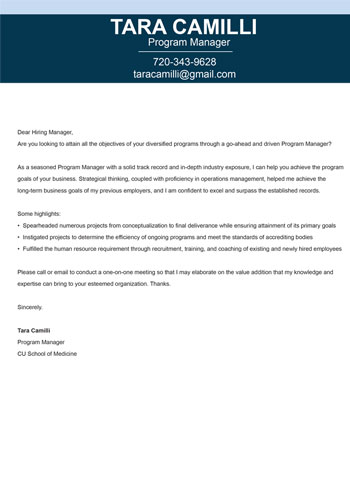 TARA CAMILLI
Program Manager
720-343-9628
taracamilli@gmail.com
Dear Hiring Manager,
Are you looking to attain all the objectives of your diversified programs through a go-ahead and driven Program Manager?
As a seasoned Program Manager with a solid track record and in-depth industry exposure, I can help you achieve the program
goals of your business. Strategical thinking, coupled with proficiency in operations management, helped me achieve the
long-term business goals of my previous employers, and I am confident to excel and surpass the established records.
Some highlights:
• Spearheaded numerous projects from conceptualization to final deliverance while ensuring attainment of its primary goals
• Instigated projects to determine the efficiency of ongoing programs and meet the standards of accrediting bodies
• Fulfilled the human resource requirement through recruitment, training, and coaching of existing and newly hired employees
Please call or email to conduct a one-on-one meeting so that I may elaborate on the value addition that my knowledge and
expertise can bring to your esteemed organization. Thanks.
Sincerely.
Tara Camilli
Program Manager
CU School of Medicine